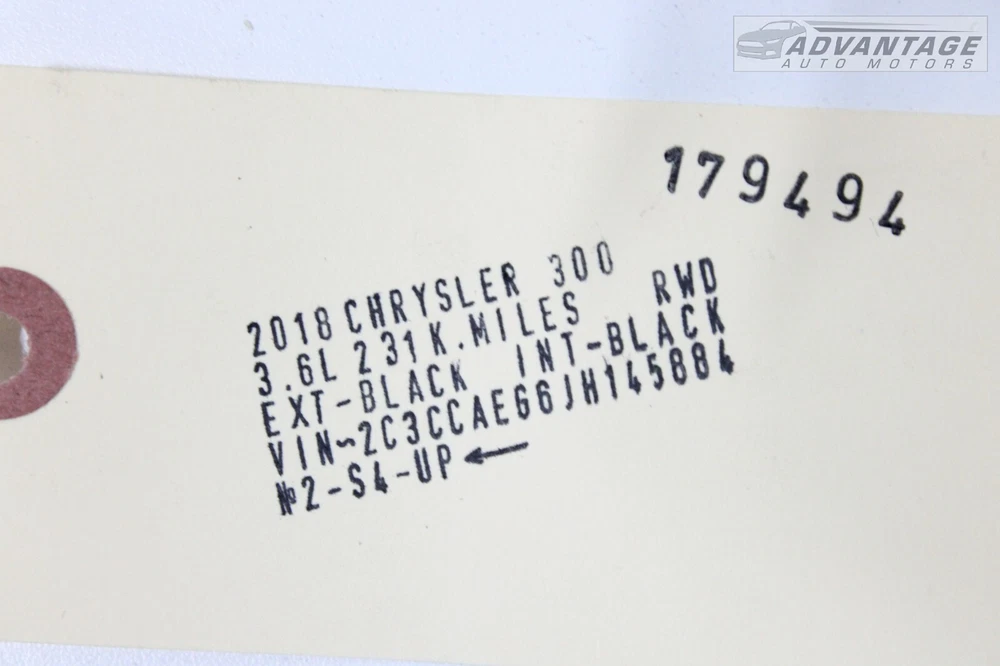 ADVANTAGE
AUTO MOTORS
179494
2018 CHRYSLER 300
3.6L 231K.MILES RWD
EXT-BLACK INT-BLACK
VIN~2C3CCAEG6JH145884
№2-S4-UP←